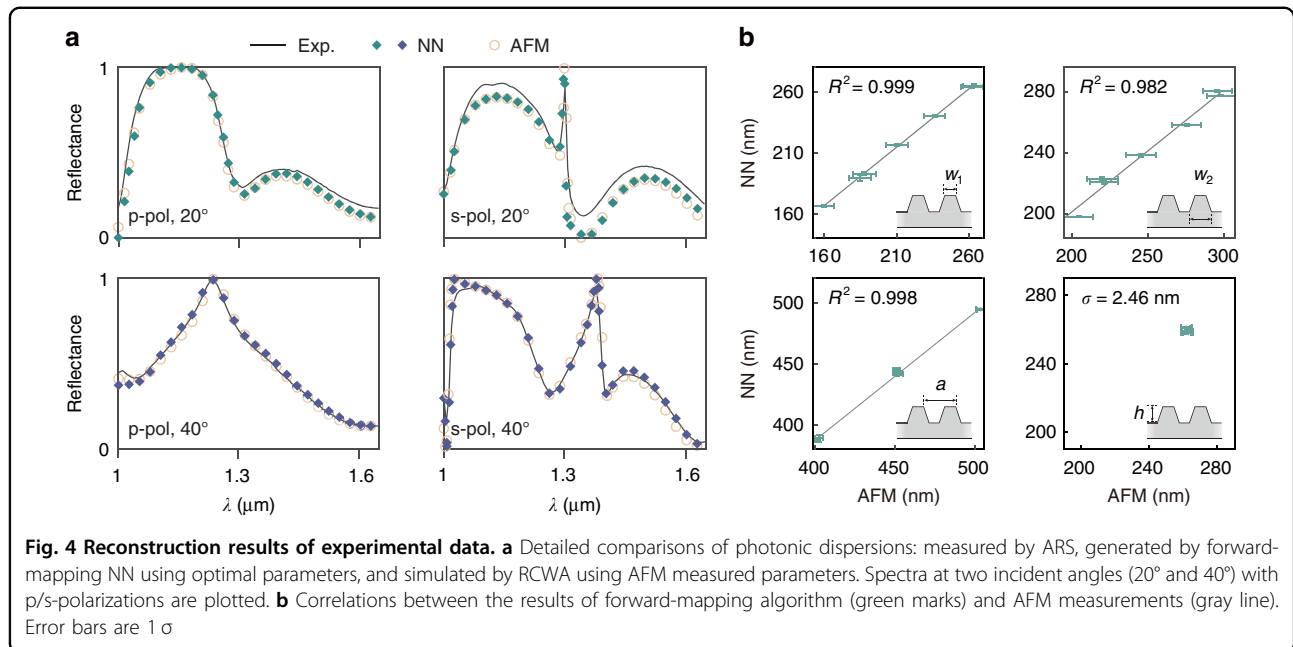 a
Exp. NN AFM
1
Reflectance
0
p-pol, 20°
s-pol, 20°
1
Reflectance
0
p-pol, 40°
s-pol, 40°
1 1.3 1.6
1 1.3 1.6
λ (μm)
λ (μm)
b
NN (nm)
260
210
160
R² = 0.999
w₁
160 210 260
280
240
200
R² = 0.982
w₂
200 250 300
NN (nm)
500
450
400
R² = 0.998
a
400 450 500
AFM (nm)
280
240
200
σ = 2.46 nm
h
200 240 280
AFM (nm)
Fig. 4 Reconstruction results of experimental data. a Detailed comparisons of photonic dispersions: measured by ARS, generated by forward-
mapping NN using optimal parameters, and simulated by RCWA using AFM measured parameters. Spectra at two incident angles (20° and 40°) with
p/s-polarizations are plotted. b Correlations between the results of forward-mapping algorithm (green marks) and AFM measurements (gray line).
Error bars are 1 σ